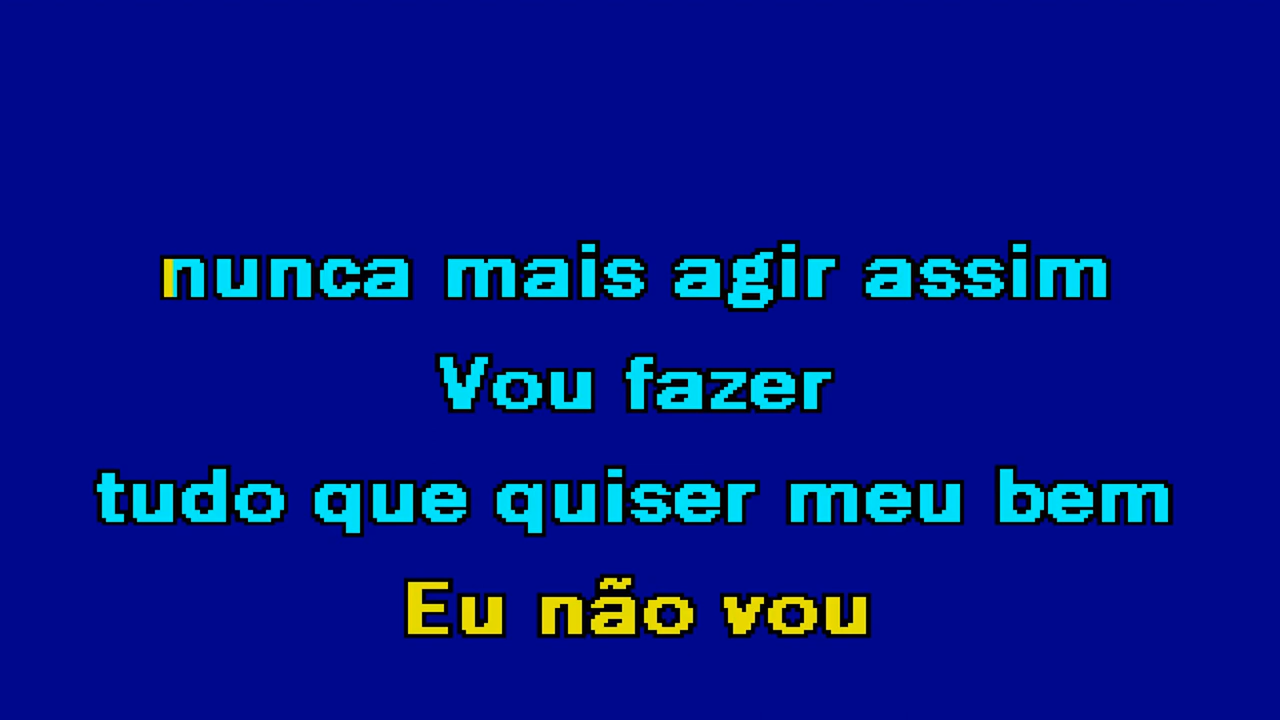 nunca mais agir assim
Vou fazer
tudo que quiser meu bem
Eu não vou